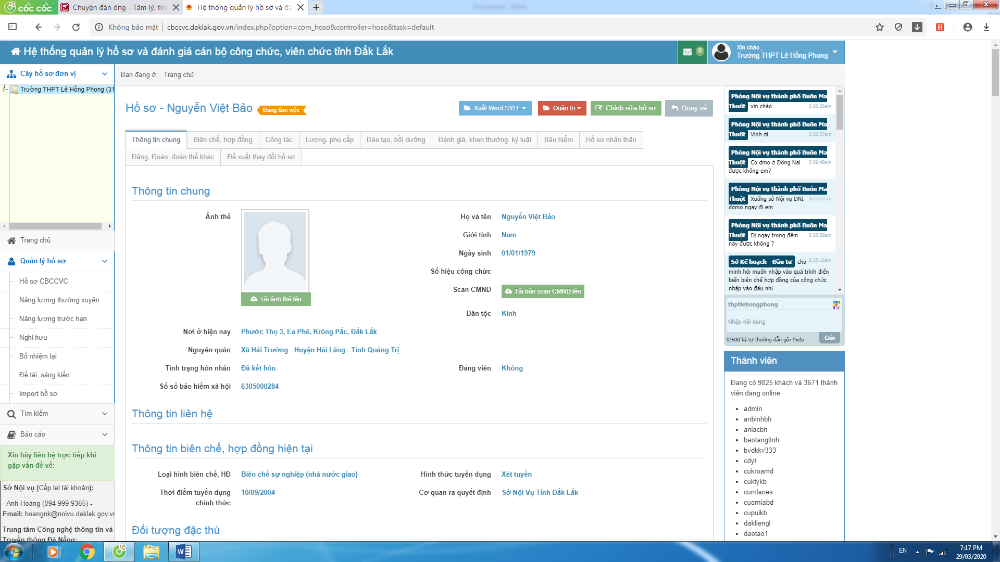 cốc cốc
Chuyện đàn ông - Tâm lý, tình
Hệ thống quản lý hồ sơ và đá
Document1 - Word
Không bảo mật
cbccvc.daklak.gov.vn/index.php?option=com_hoso&controller=hoso&task=default
Hệ thống quản lý hồ sơ và đánh giá cán bộ công chức, viên chức tỉnh Đắk Lắk
0
Xin chào ,
Trường THPT Lê Hồng Phong
Cây hồ sơ đơn vị
Trường THPT Lê Hồng Phong (31
Trang chủ
Quản lý hồ sơ
Hồ sơ CBCCVC
Nâng lương thường xuyên
Nâng lương trước hạn
Nghỉ hưu
Bổ nhiệm lại
Đề tài, sáng kiến
Import hồ sơ
Tìm kiếm
Báo cáo
Xin hãy liên hệ trực tiếp khi
gặp vấn đề về:
Sở Nội vụ (Cấp lại tài khoản):
- Anh Hoàng (094 999 9365) -
Email: hoangnk@noivu.daklak.gov.vn
Trung tâm Công nghệ thông tin và
Truyền thông Đà Nẵng:
Bạn đang ở: Trang chủ
Hồ sơ - Nguyễn Việt Bảo
Đang làm việc
Xuất Word SYLL
Quản trị
Chỉnh sửa hồ sơ
Quay về
Thông tin chung
Biên chế, hợp đồng
Công tác
Lương, phụ cấp
Đào tạo, bồi dưỡng
Đánh giá, khen thưởng, kỷ luật
Bảo hiểm
Hồ sơ nhân thân
Đảng, Đoàn, đoàn thể khác
Đề xuất thay đổi hồ sơ
Thông tin chung
Ảnh thẻ
Tải ảnh thẻ lên
Họ và tên Nguyễn Việt Bảo
Giới tính Nam
Ngày sinh 01/01/1979
Số hiệu công chức
Scan CMND Tải bản scan CMND lên
Dân tộc Kinh
Nơi ở hiện nay Phước Thọ 3, Ea Phê, Krông Pắc, Đắk Lắk
Nguyên quán Xã Hải Trường - Huyện Hải Lăng - Tỉnh Quảng Trị
Tình trạng hôn nhân Đã kết hôn
Đảng viên Không
Số sổ bảo hiểm xã hội 6305000284
Thông tin liên hệ
Thông tin biên chế, hợp đồng hiện tại
Loại hình biên chế, HĐ Biên chế sự nghiệp (nhà nước giao)
Hình thức tuyển dụng Xét tuyển
Thời điểm tuyển dụng
chính thức
10/09/2004
Cơ quan ra quyết định Sở Nội Vụ Tỉnh Đắk Lắk
Đối tượng đặc thù
Phòng Nội vụ thành phố Buôn Ma
Thuột xin chào 3:26:26am
Phòng Nội vụ thành phố Buôn Ma
Thuột Vinh ơi 3:26:27am
Phòng Nội vụ thành phố Buôn Ma
Thuột Có dmo ở Đồng Nai 3:26:48am
được không em?
Phòng Nội vụ thành phố Buôn Ma
Thuột Xuống sở Nội vụ DNI 3:27:22am
domo ngay đi em
Phòng Nội vụ thành phố Buôn Ma
Thuột Đi ngay trong đêm 3:29:28am
nay được không ?
Sở Kế hoạch - Đầu tư cho 2:19:18am
mình hỏi muốn nhập vào quá trình diến
biến biên chế hợp đồng của công chức
nhập vào đâu nhỉ
thptlehongphong
Nhập nội dung
0/500 ký tự |hướng dẫn gõ: !help
Gửi
Thành viên
Đang có 9825 khách và 3671 thành
viên đang online
admin
anbinhbh
anlacbh
baotangtinh
bvdkkv333
cdyt
cukroamd
cuktykb
cumlanes
cuorniabd
cupuikb
dakliengl
daotao1
EN
7:17 PM
29/03/2020